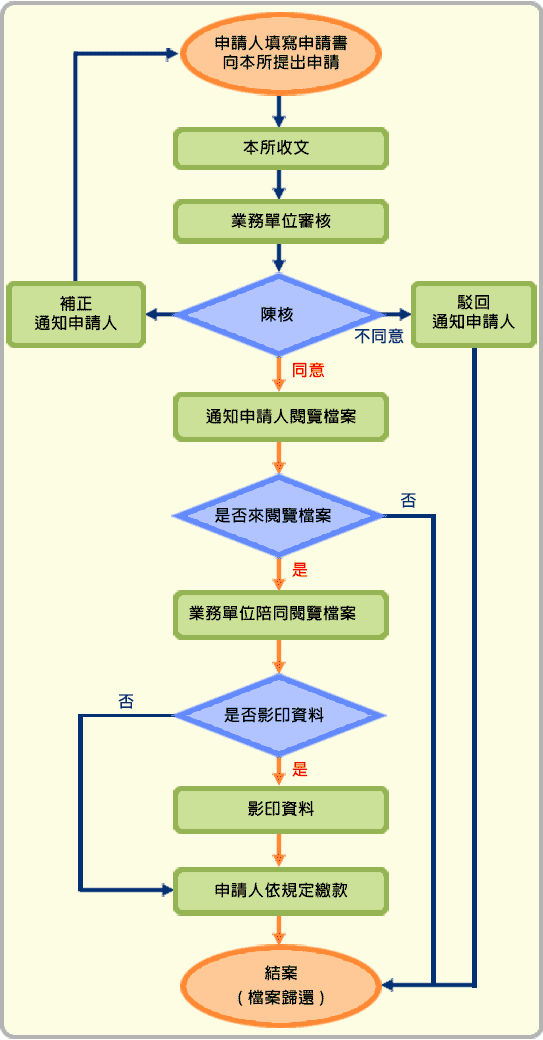 申請人填寫申請書
向本所提出申請
本所收文
業務單位審核
陳核
補正
通知申請人
駁回
通知申請人
不同意
同意
通知申請人閱覽檔案
是否來閱覽檔案
否
是
業務單位陪同閱覽檔案
是否影印資料
否
是
影印資料
申請人依規定繳款
結案
(檔案歸還)